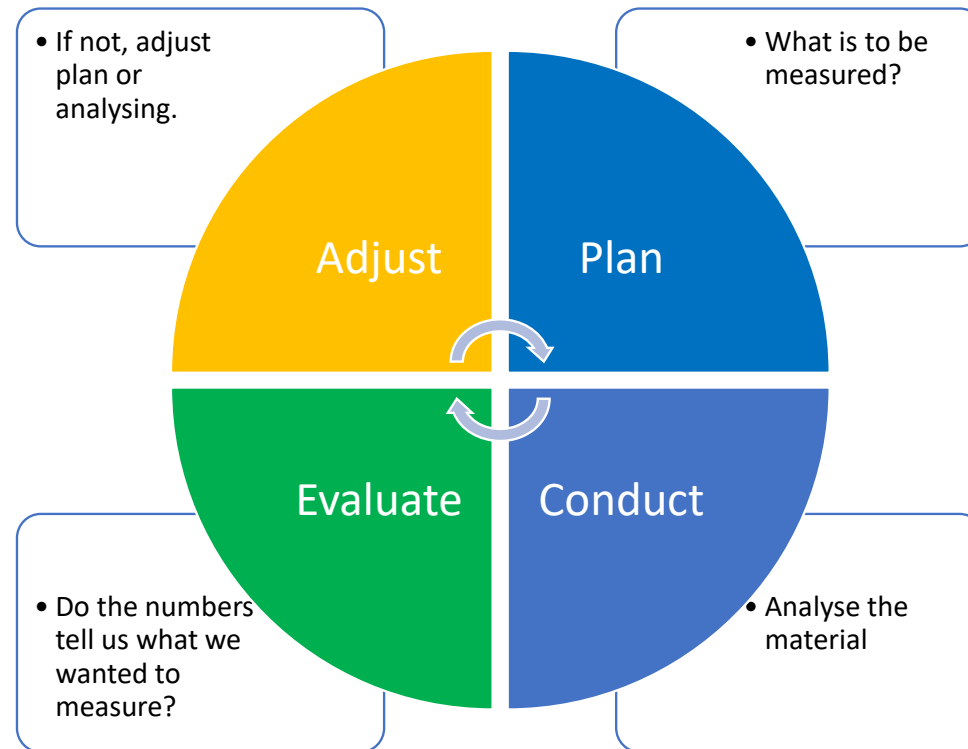 • If not, adjust
plan or
analysing.
• What is to be
measured?
Adjust
Plan
Evaluate
Conduct
• Do the numbers
tell us what we
wanted to
measure?
• Analyse the
material